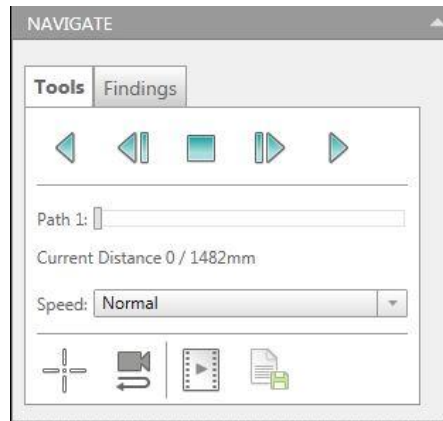 NAVIGATE
Tools Findings
Path 1:
Current Distance 0 / 1482mm
Speed: Normal